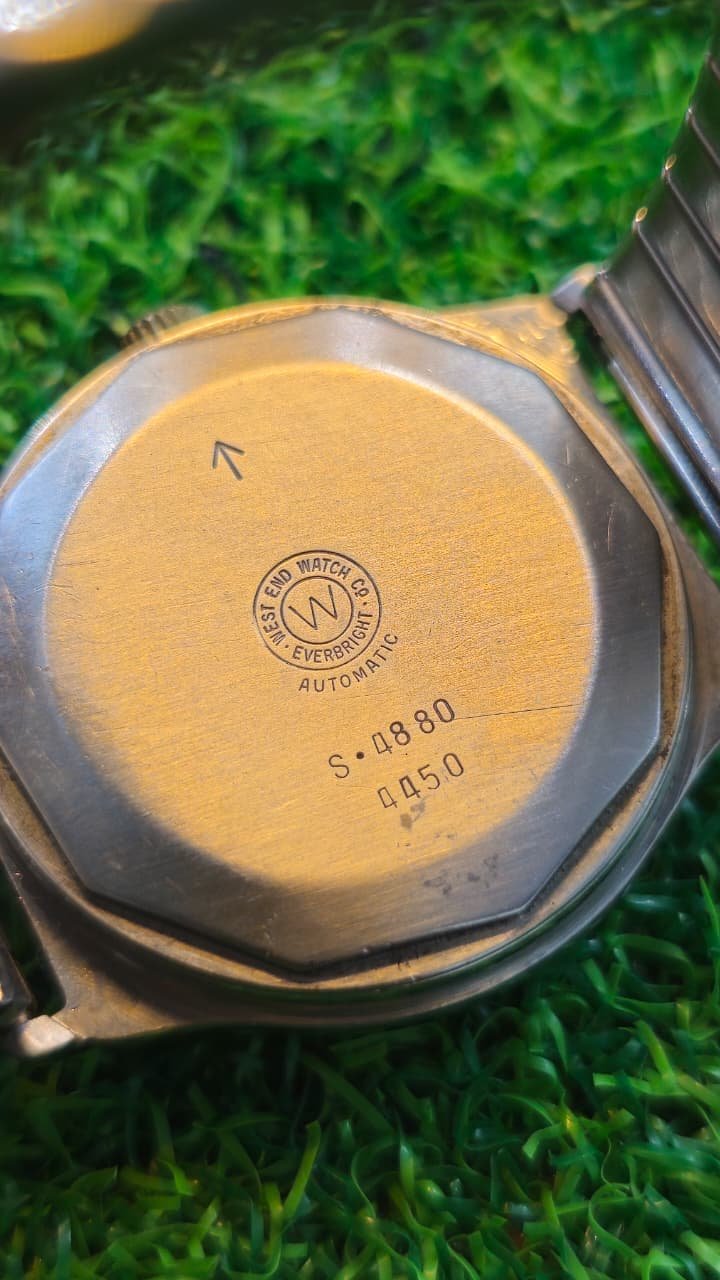 WEST END WATCH Co.
W
· EVERBRIGHT ·
AUTOMATIC
S·4880
4450